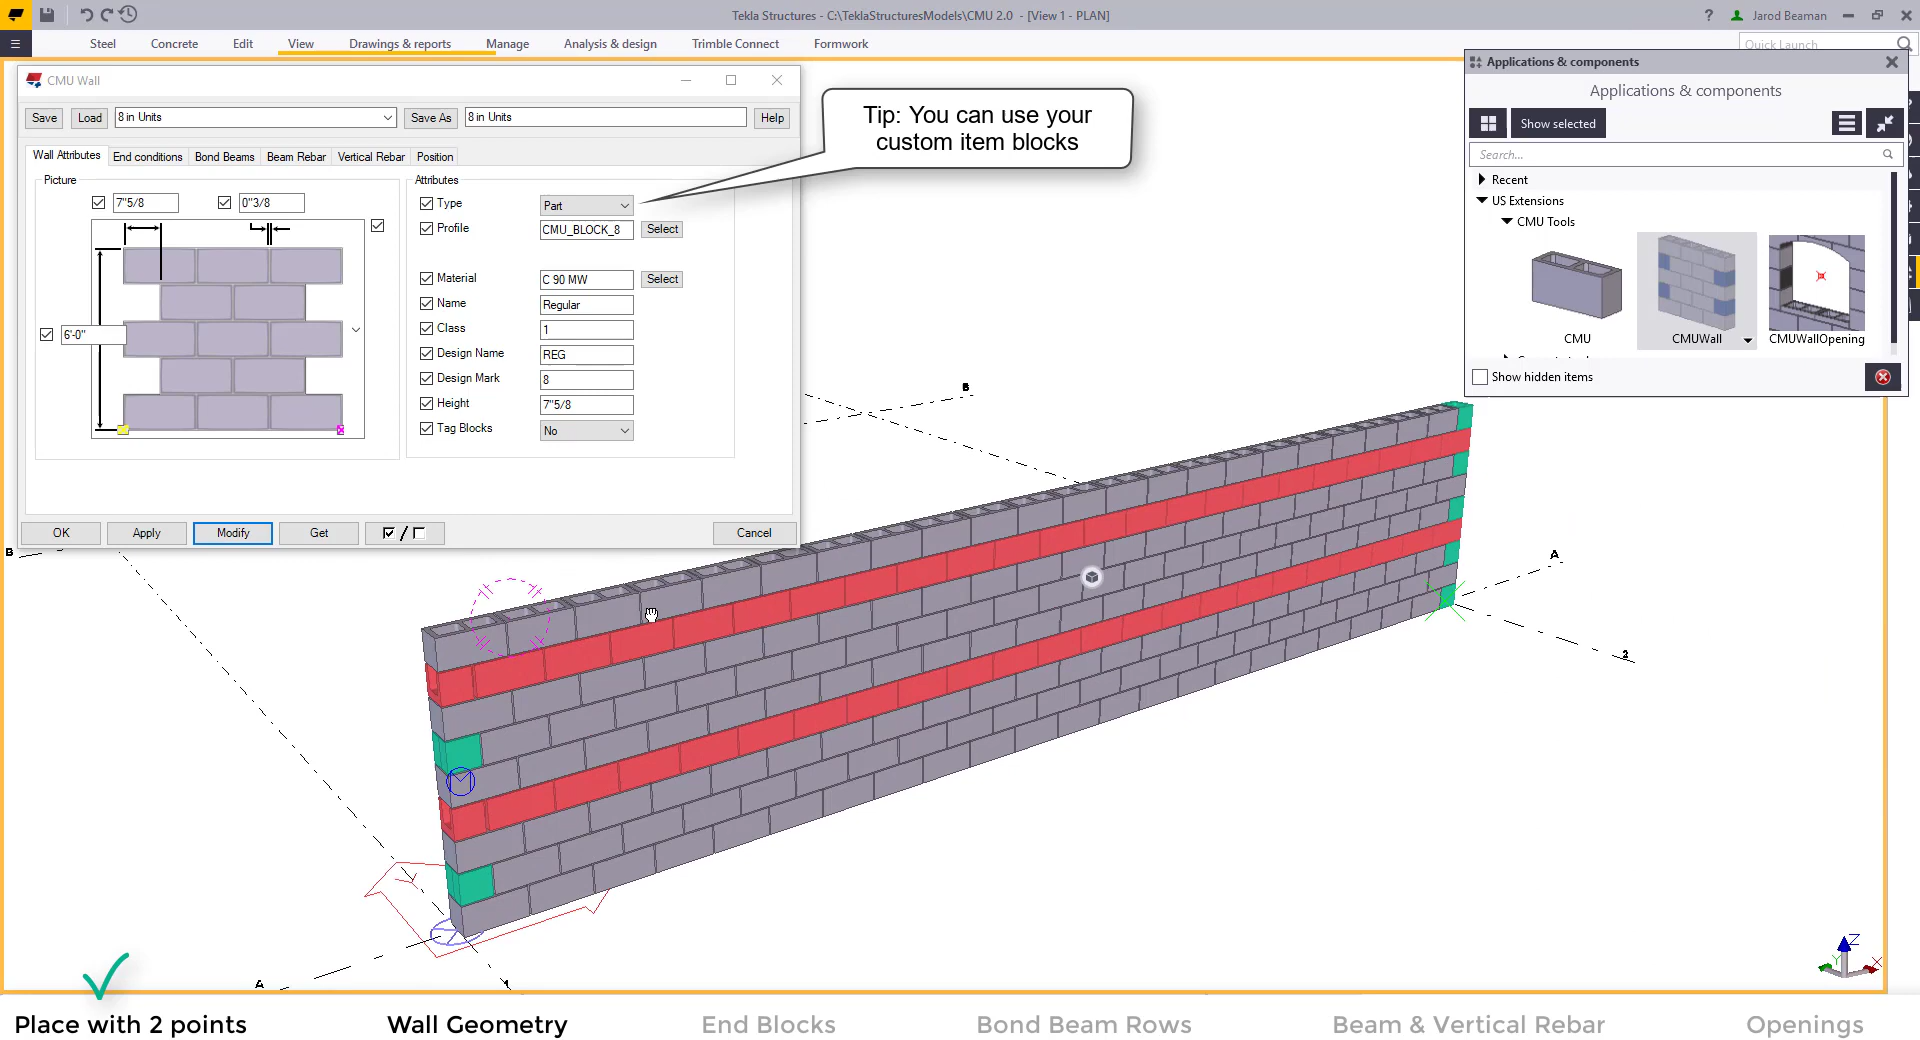 Tekla Structures - C:\TeklaStructuresModels\CMU 2.0 - [View 1 - PLAN]
? Jarod Beaman
Steel Concrete Edit View Drawings & reports Manage Analysis & design Trimble Connect Formwork
Quick Launch
CMU Wall
Save Load 8 in Units Save As 8 in Units Help
Wall Attributes End conditions Bond Beams Beam Rebar Vertical Rebar Position
Picture
7"5/8 0"3/8
6'-0"
Attributes
Type Part
Profile CMU_BLOCK_8 Select
Material C 90 MW Select
Name Regular
Class 1
Design Name REG
Design Mark 8
Height 7"5/8
Tag Blocks No
OK Apply Modify Get / Cancel
Tip: You can use your
custom item blocks
Applications & components
Applications & components
Show selected
Search...
Recent
US Extensions
CMU Tools
CMU CMUWall CMUWallOpening
Show hidden items
B
B
A
2
A
1
Z
Y
X
Place with 2 points Wall Geometry End Blocks Bond Beam Rows Beam & Vertical Rebar Openings